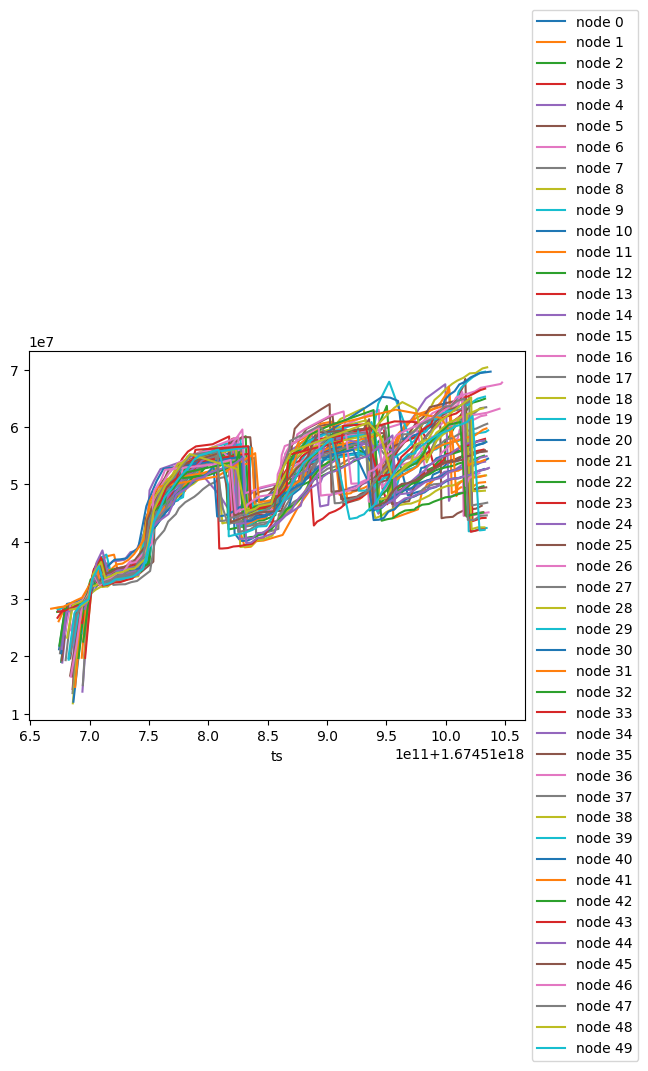 1e7
7
6
5
4
3
2
1
6.5 7.0 7.5 8.0 8.5 9.0 9.5 10.0 10.5
ts
1e11+1.67451e18
node 0
node 1
node 2
node 3
node 4
node 5
node 6
node 7
node 8
node 9
node 10
node 11
node 12
node 13
node 14
node 15
node 16
node 17
node 18
node 19
node 20
node 21
node 22
node 23
node 24
node 25
node 26
node 27
node 28
node 29
node 30
node 31
node 32
node 33
node 34
node 35
node 36
node 37
node 38
node 39
node 40
node 41
node 42
node 43
node 44
node 45
node 46
node 47
node 48
node 49